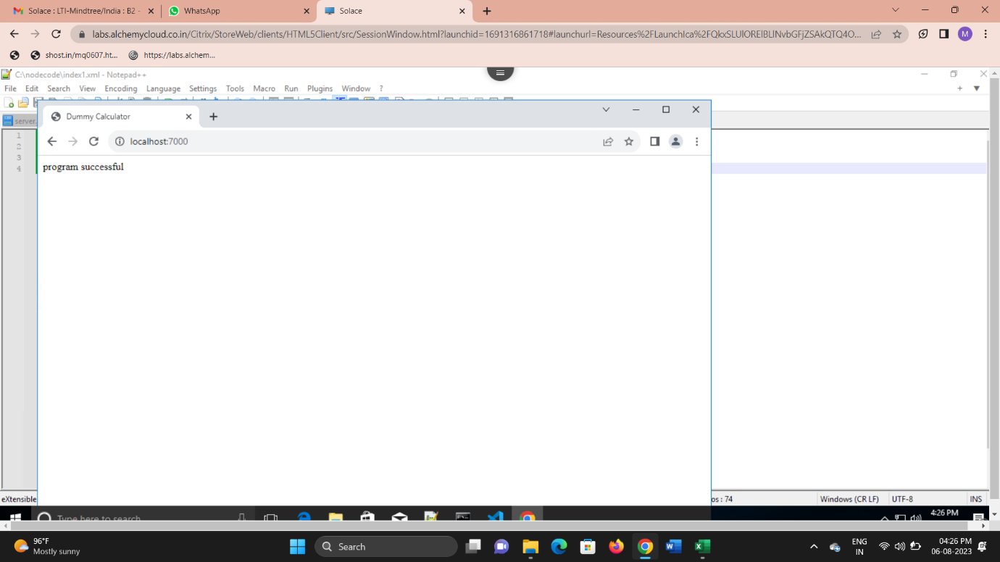 Solace : LTI-Mindtree/India : B2 -
WhatsApp
Solace
labs.alchemycloud.co.in/Citrix/StoreWeb/clients/HTML5Client/src/SessionWindow.html?launchid=1691316861718#launchurl=Resources%2FLaunchIca%2FQkxSLUlORElBLlNvbGFjZSAkQTQ4O...
M
shost.in/mq0607.ht...
https://labs.alchem...
C:\nodecode\index1.xml - Notepad++
File Edit Search View Encoding Language Settings Tools Macro Run Plugins Window ?
server.
Dummy Calculator
localhost:7000
1
2
3
4
program successful
eXtensible
os : 74
Windows (CR LF)
UTF-8
INS
Type here to search
4:26 PM
96°F
Mostly sunny
Search
ENG
IN
04:26 PM
06-08-2023